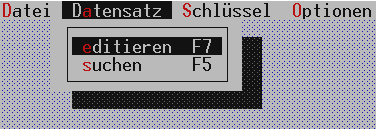 Datei Datensatz Schlüssel Optionen
editieren F7
suchen F5